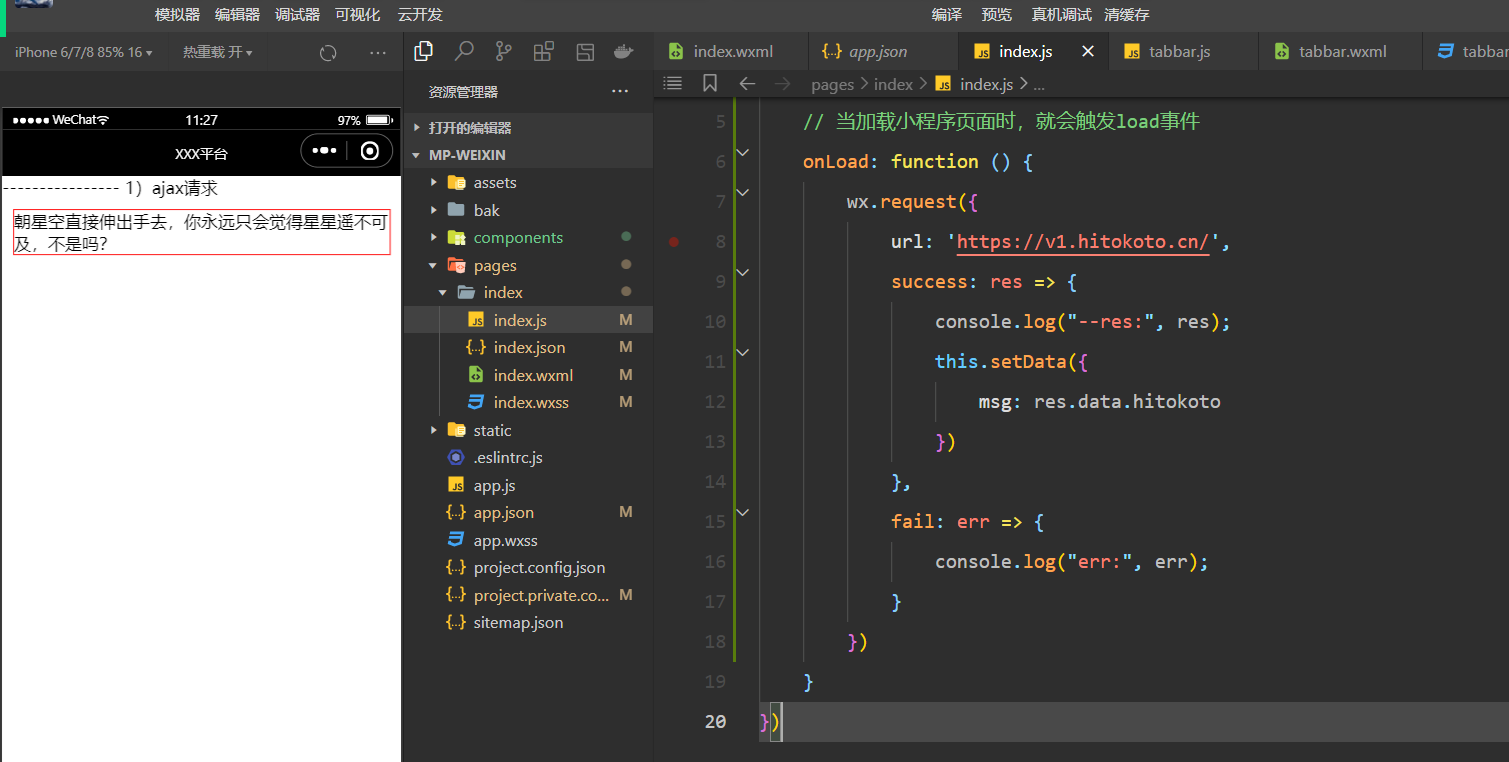 模拟器 编辑器 调试器 可视化 云开发 编译 预览 真机调试 清缓存
iPhone 6/7/8 85% 16 热重载 开
index.wxml app.json index.js tabbar.js tabbar.wxml tabbar
资源管理器
pages index index.js ...
打开的编辑器
MP-WEIXIN
assets
bak
components
pages
index
index.js M
index.json M
index.wxml M
index.wxss M
static
.eslintrc.js
app.js
app.json M
app.wxss
project.config.json
project.private.co... M
sitemap.json
WeChat 11:27 97%
XXX平台
---------------- 1）ajax请求
朝星空直接伸出手去，你永远只会觉得星星遥不可
及，不是吗?
5 // 当加载小程序页面时，就会触发load事件
6 onLoad: function () {
7 wx.request({
8 url: 'https://v1.hitokoto.cn/',
9 success: res => {
10 console.log("--res:", res);
11 this.setData({
12 msg: res.data.hitokoto
13 })
14 },
15 fail: err => {
16 console.log("err:", err);
17 }
18 })
19 }
20 })